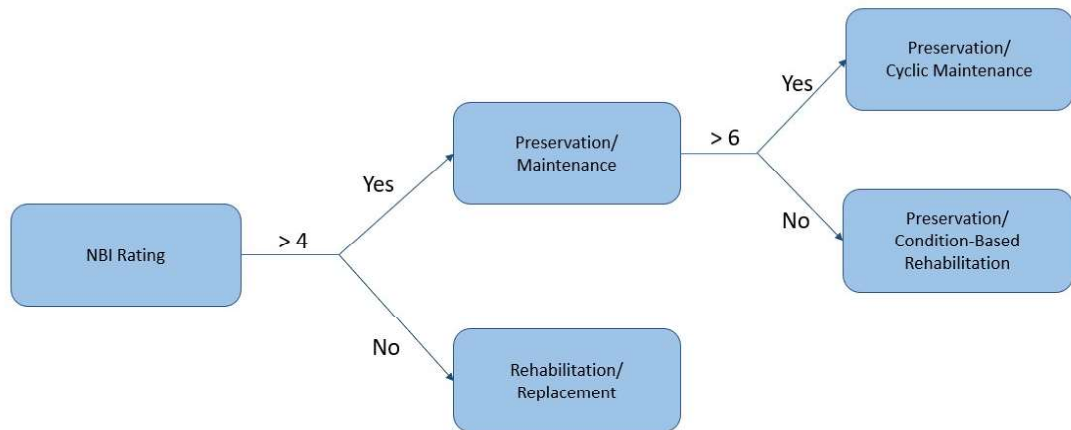 NBI Rating
> 4
Yes
No
Preservation/
Maintenance
Rehabilitation/
Replacement
> 6
Yes
No
Preservation/
Cyclic Maintenance
Preservation/
Condition-Based
Rehabilitation